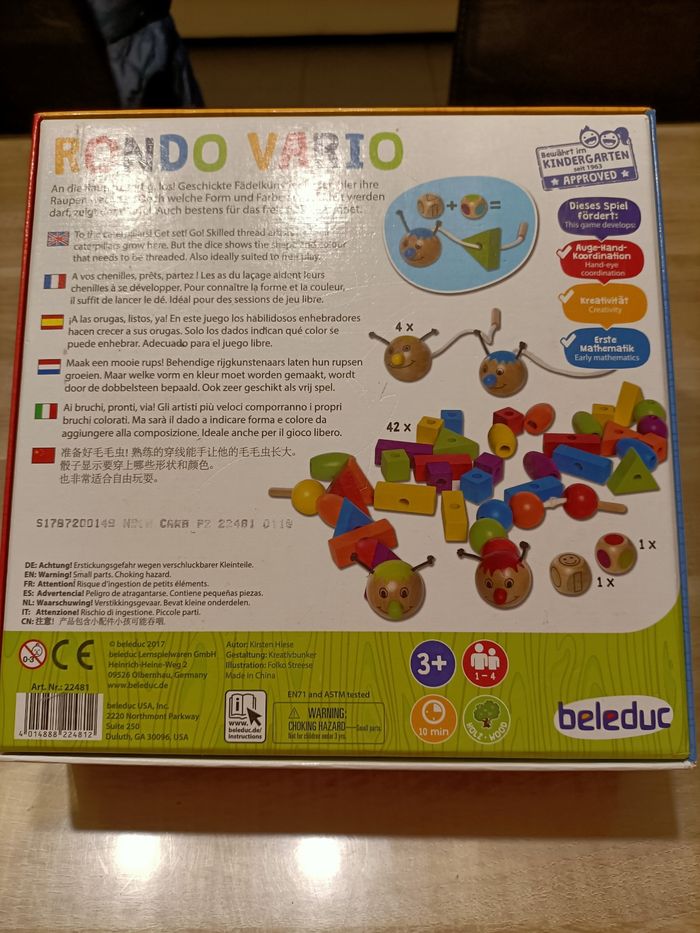 RONDO VARIO
An die Raupen, los! Geschickte Fädelkünstler ihre
Raupen welche Form und Farbe werden
darf, zeigt Auch bestens für das freie
To the caterpillars! Get set! Go! Skilled thread
caterpillars grow here. But the dice shows the shape colour
that needs to be threaded. Also ideally suited to free play.
A vos chenilles, prêts, partez ! Les as du laçage aident leurs
chenilles à se développer. Pour connaître la forme et la couleur,
il suffit de lancer le dé. Idéal pour des sessions de jeu libre.
¡A las orugas, listos, ya! En este juego los habilidosos enhebradores
hacen crecer a sus orugas. Solo los dados indican qué color se
puede enhebrar. Adecuado para el juego libre.
Maak een mooie rups! Behendige rijgkunstenaars laten hun rupsen
groeien. Maar welke vorm en kleur moet worden gemaakt, wordt
door de dobbelsteen bepaald. Ook zeer geschikt als vrij spel.
Ai bruchi, pronti, via! Gli artisti più veloci comporranno i propri
bruchi colorati. Ma sarà il dado a indicare forma e colore da
aggiungere alla composizione. Ideale anche per il gioco libero.
准备好毛毛虫! 熟练的穿线能手让他的毛毛虫长大。
骰子显示要穿上哪些形状和颜色。
也非常适合自由玩耍。
Bewährt im
KINDERGARTEN
seit 1963
APPROVED
Dieses Spiel
fördert:
This game develops:
Auge-Hand-
Koordination
Hand-eye
coordination
Kreativität
Creativity
Erste
Mathematik
Early mathematics
+ =
4 x
42 x
1 x
1 x
S1787200149 CARB P2 22481 0119
DE: Achtung! Erstickungsgefahr wegen verschluckbarer Kleinteile.
EN: Warning! Small parts. Choking hazard.
FR: Attention! Risque d'ingestion de petits éléments.
ES: Advertencia! Peligro de atragantarse. Contiene pequeñas piezas.
NL: Waarschuwing! Verstikkingsgevaar. Bevat kleine onderdelen.
IT: Attenzione! Rischio di ingestione. Piccole parti.
CN: 注意! 产品包含小配件小孩可能吞咽.
0-3
CE
Art. Nr.: 22481
4 014888 224812
© beleduc 2017
beleduc Lernspielwaren GmbH
Heinrich-Heine-Weg 2
09526 Olbernhau, Germany
www.beleduc.de
beleduc USA, Inc.
2220 Northmont Parkway
Suite 250
Duluth, GA 30096, USA
Autor: Kirsten Hiese
Gestaltung: Kreativbunker
Illustration: Folko Streese
Made in China
i
www.
beleduc.de/
instructions
EN71 and ASTM tested
WARNING:
CHOKING HAZARD—Small parts.
Not for children under 3 yrs.
3+
1 - 4
10 min
HOLZ • WOOD
beleduc